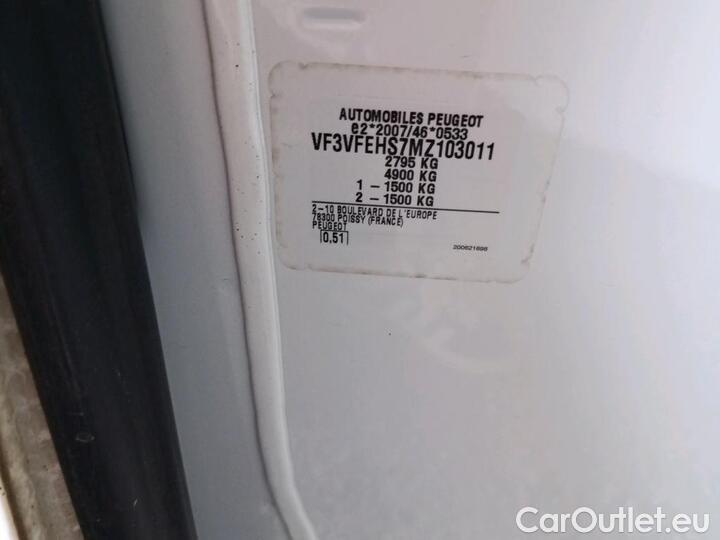 AUTOMOBILES PEUGEOT
e2*2007/46*0533
VF3VFEHS7MZ103011
2795 KG
4900 KG
1 - 1500 KG
2 - 1500 KG
2-10 BOULEVARD DE L'EUROPE
78300 POISSY (FRANCE)
PEUGEOT
0.51
200621698
CarOutlet.eu